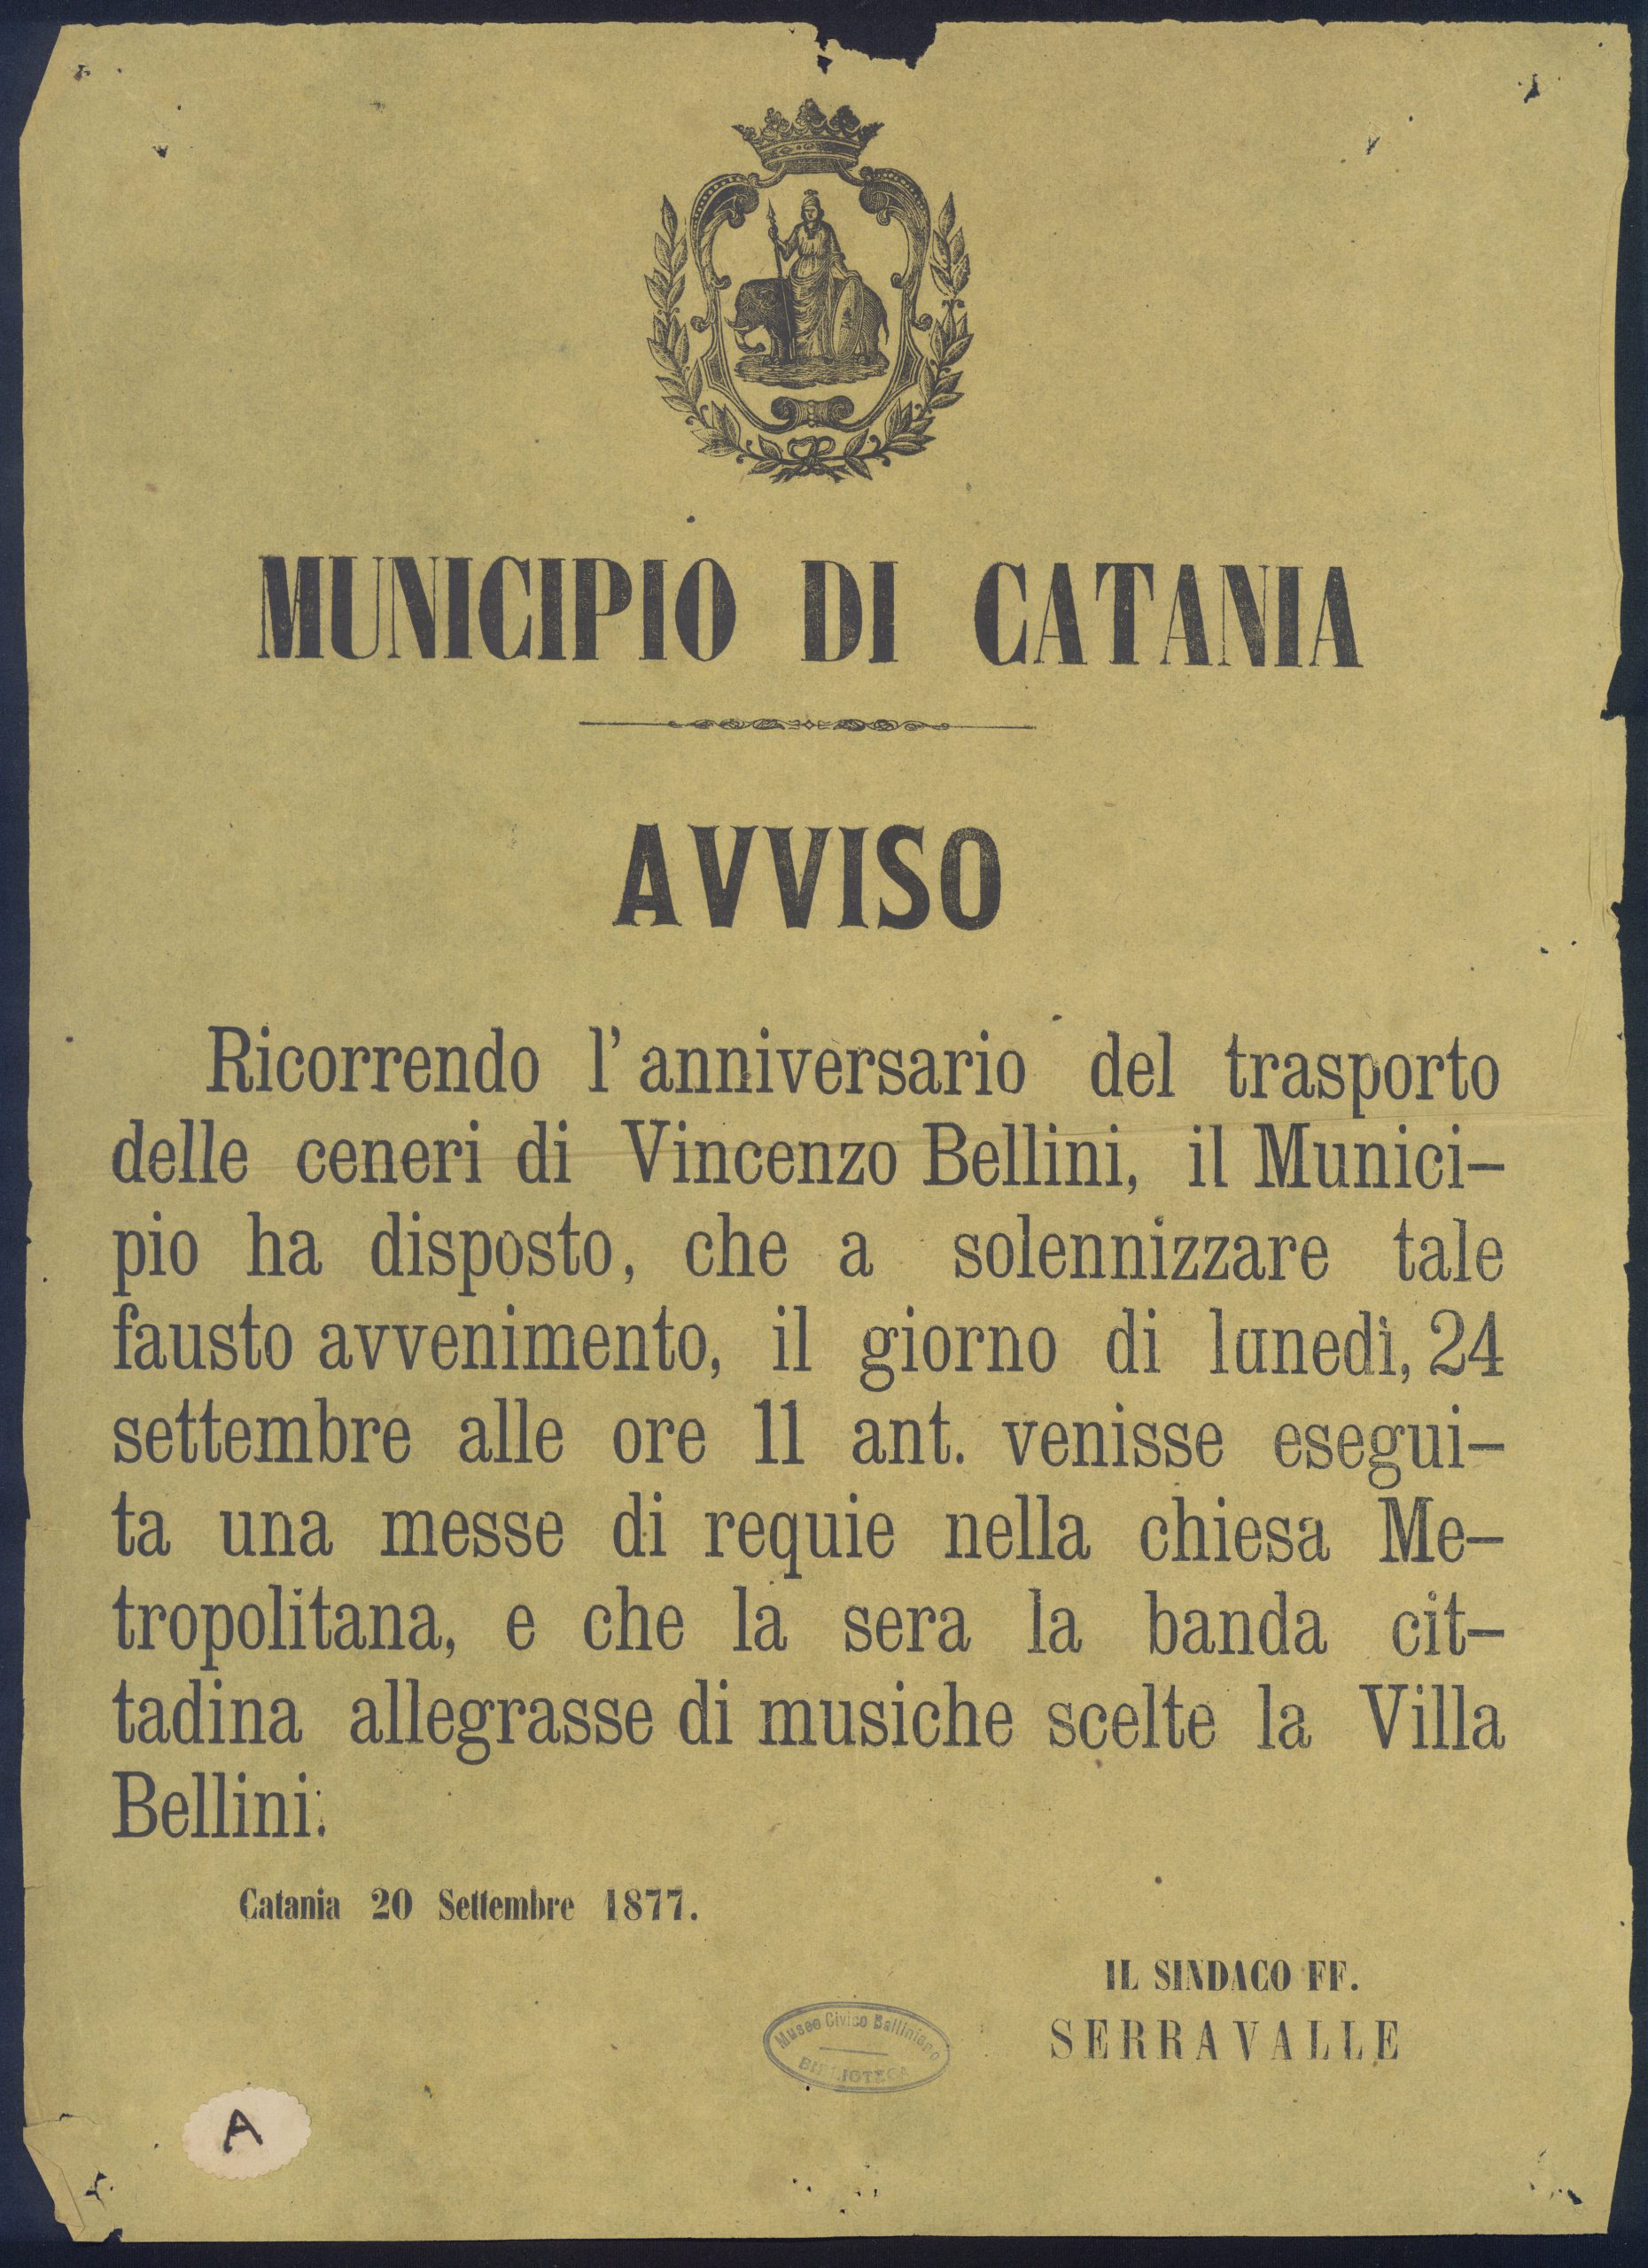 MUNICIPIO DI CATANIA
AVVISO
Ricorrendo l'anniversario del trasporto
delle ceneri di Vincenzo Bellini, il Munici-
pio ha disposto, che a solennizzare tale
fausto avvenimento, il giorno di lunedì, 24
settembre alle ore 11 ant. venisse esegui-
ta una messe di requie nella chiesa Me-
tropolitana, e che la sera la banda cit-
tadina allegrasse di musiche scelte la Villa
Bellini.
Catania 20 Settembre 1877.
IL SINDACO FF.
SERRAVALLE
Museo Civico Belliniano
BIBLIOTECA
A